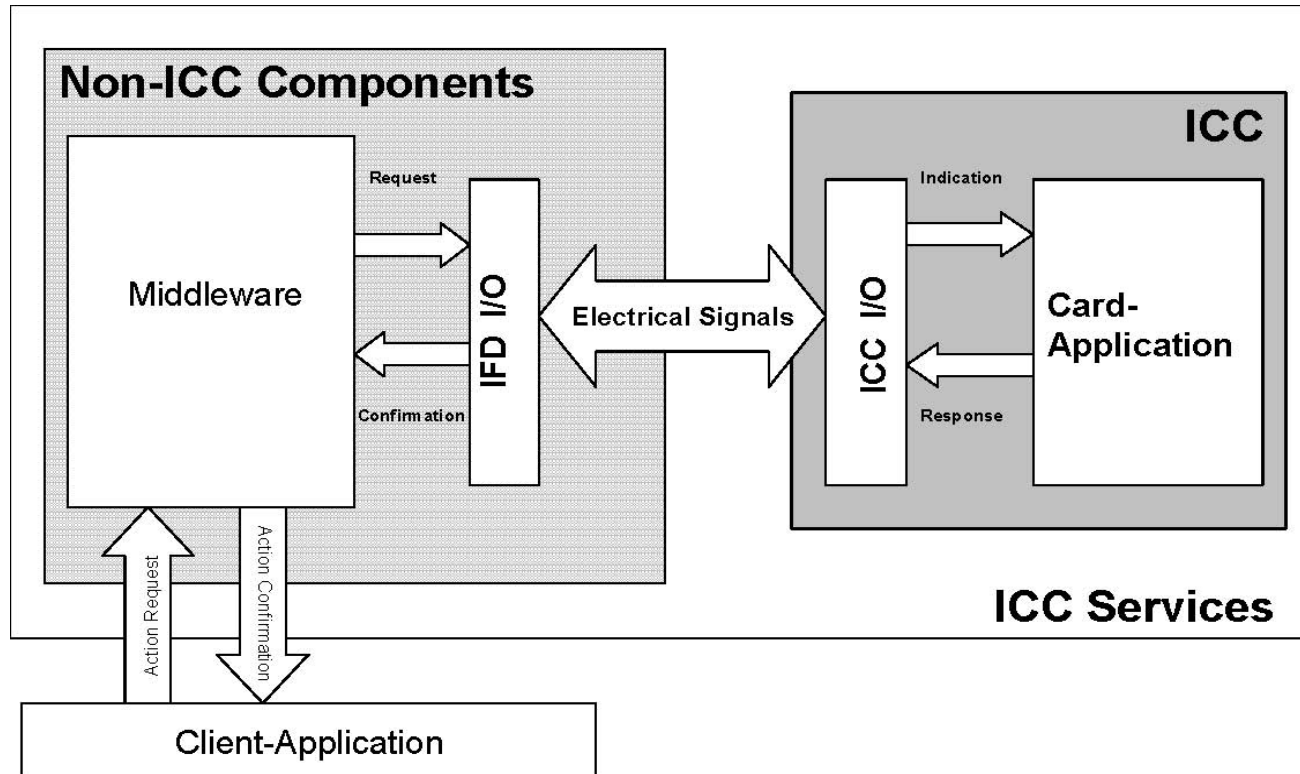 Non-ICC Components
ICC
Request
Indication
Middleware
IFD I/O
Electrical Signals
ICC I/O
Card-
Application
Confirmation
Response
Action Request
Action Confirmation
ICC Services
Client-Application